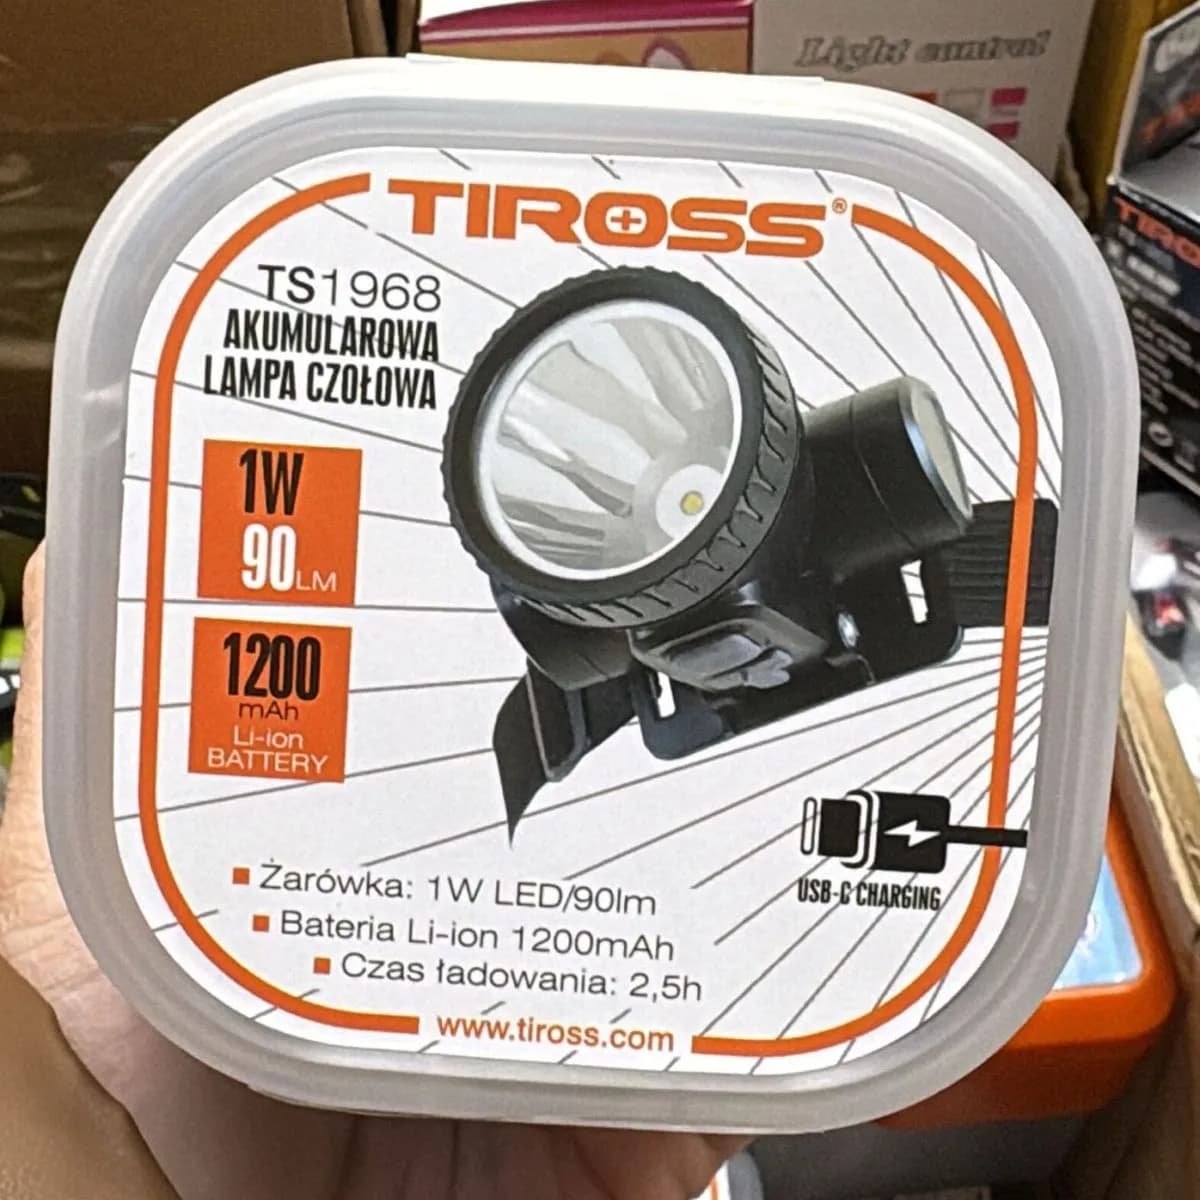 Light control
TIROSS®
TS1968
AKUMULAROWA
LAMPA CZOŁOWA
1W
90LM
1200
mAh
Li-ion
BATTERY
USB-C CHARGING
Żarówka: 1W LED/90lm
Bateria Li-ion 1200mAh
Czas ładowania: 2,5h
www.tiross.com